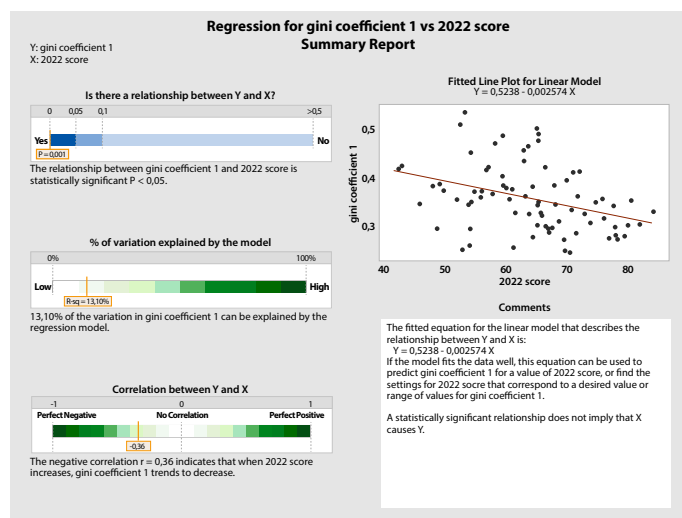 Regression for gini coefficient 1 vs 2022 score
Summary Report
Y: gini coefficient 1
X: 2022 score
Is there a relationship between Y and X?
0 0,05 0,1 >0,5
Yes No
P = 0,001
The relationship between gini coefficient 1 and 2022 score is
statistically significant P < 0,05.
% of variation explained by the model
0% 100%
Low High
R-sq = 13,10%
13,10% of the variation in gini coefficient 1 can be explained by the
regression model.
Correlation between Y and X
-1 0 1
Perfect Negative No Correlation Perfect Positive
-0,36
The negative correlation r = 0,36 indicates that when 2022 score
increases, gini coefficient 1 trends to decrease.
Fitted Line Plot for Linear Model
Y = 0,5238 - 0,002574 X
gini coefficient 1
0,5
0,4
0,3
40 50 60 70 80
2022 score
Comments
The fitted equation for the linear model that describes the
relationship between Y and X is:
Y = 0,5238 - 0,002574 X
If the model fits the data well, this equation can be used to
predict gini coefficient 1 for a value of 2022 score, or find the
settings for 2022 socre that correspond to a desired value or
range of values for gini coefficient 1.
A statistically significant relationship does not imply that X
causes Y.